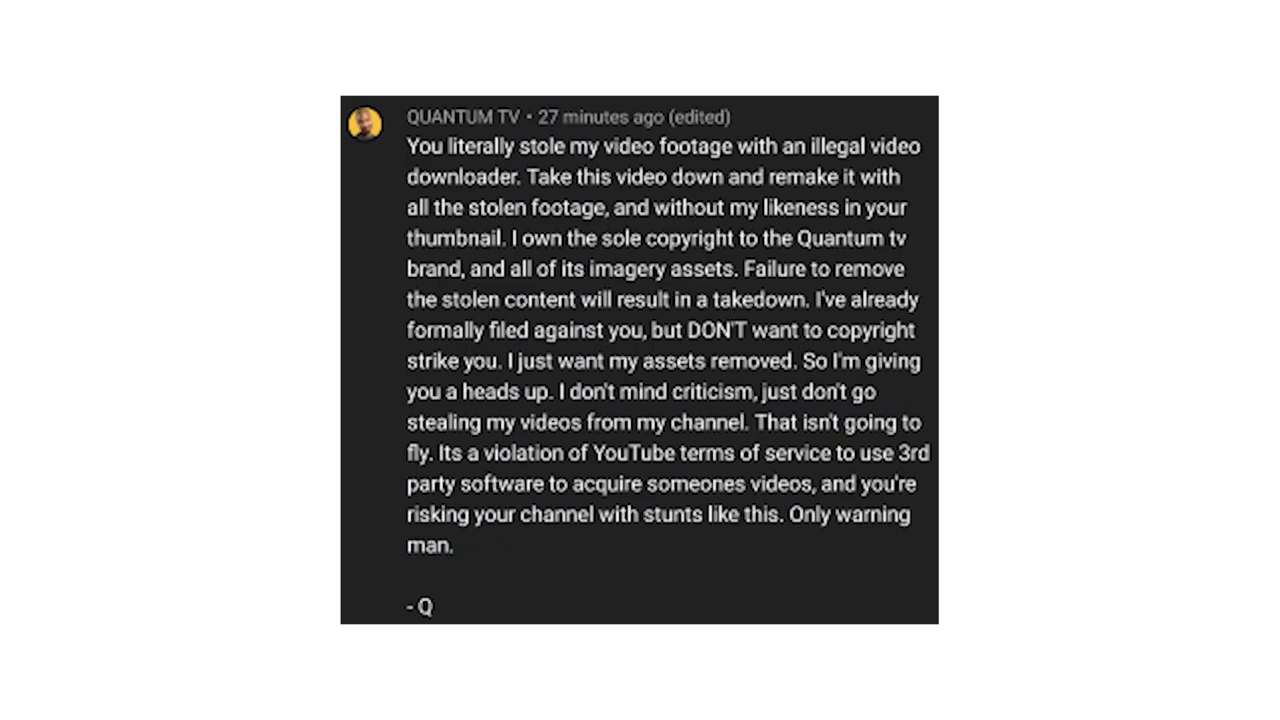 QUANTUM TV • 27 minutes ago (edited)
You literally stole my video footage with an illegal video
downloader. Take this video down and remake it with
all the stolen footage, and without my likeness in your
thumbnail. I own the sole copyright to the Quantum tv
brand, and all of its imagery assets. Failure to remove
the stolen content will result in a takedown. I've already
formally filed against you, but DON'T want to copyright
strike you. I just want my assets removed. So I'm giving
you a heads up. I don't mind criticism, just don't go
stealing my videos from my channel. That isn't going to
fly. Its a violation of YouTube terms of service to use 3rd
party software to acquire someones videos, and you're
risking your channel with stunts like this. Only warning
man.
- Q